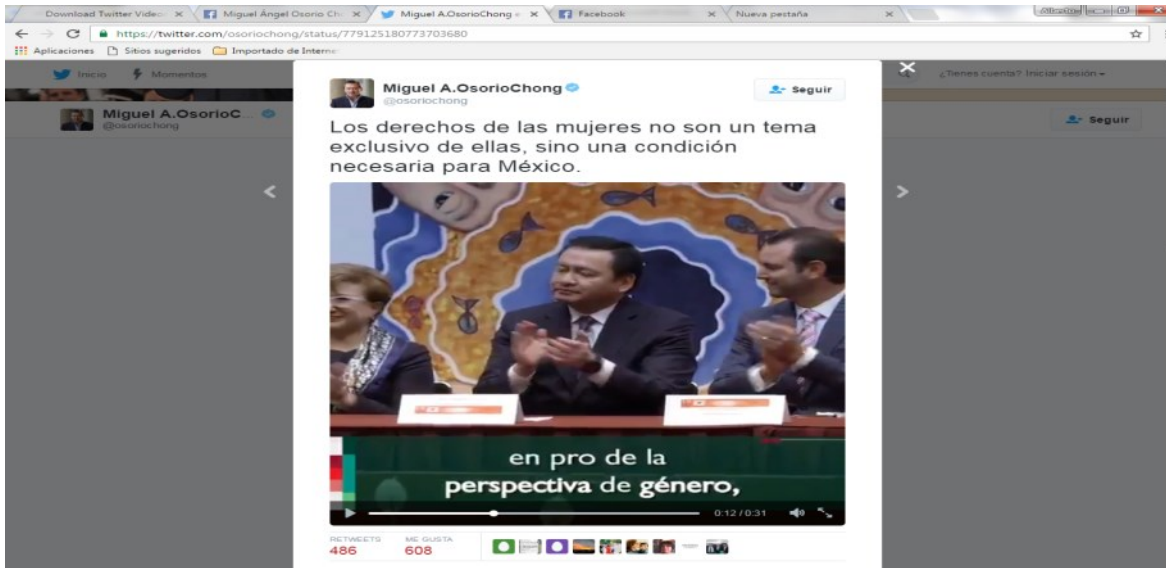 Download Twitter Video
Miguel Ángel Osorio Ch
Miguel A.OsorioChong e
Facebook
Nueva pestaña
https://twitter.com/osoriochong/status/779125180773703680
Aplicaciones
Sitios sugeridos
Importado de Interne
Inicio
Momentos
¿Tienes cuenta? Iniciar sesión
Miguel A.OsorioC...
@osoriochong
Seguir
Miguel A.OsorioChong
@osoriochong
Seguir
Los derechos de las mujeres no son un tema
exclusivo de ellas, sino una condición
necesaria para México.
en pro de la
perspectiva de género,
0:12 / 0:31
RETWEETS
486
ME GUSTA
608